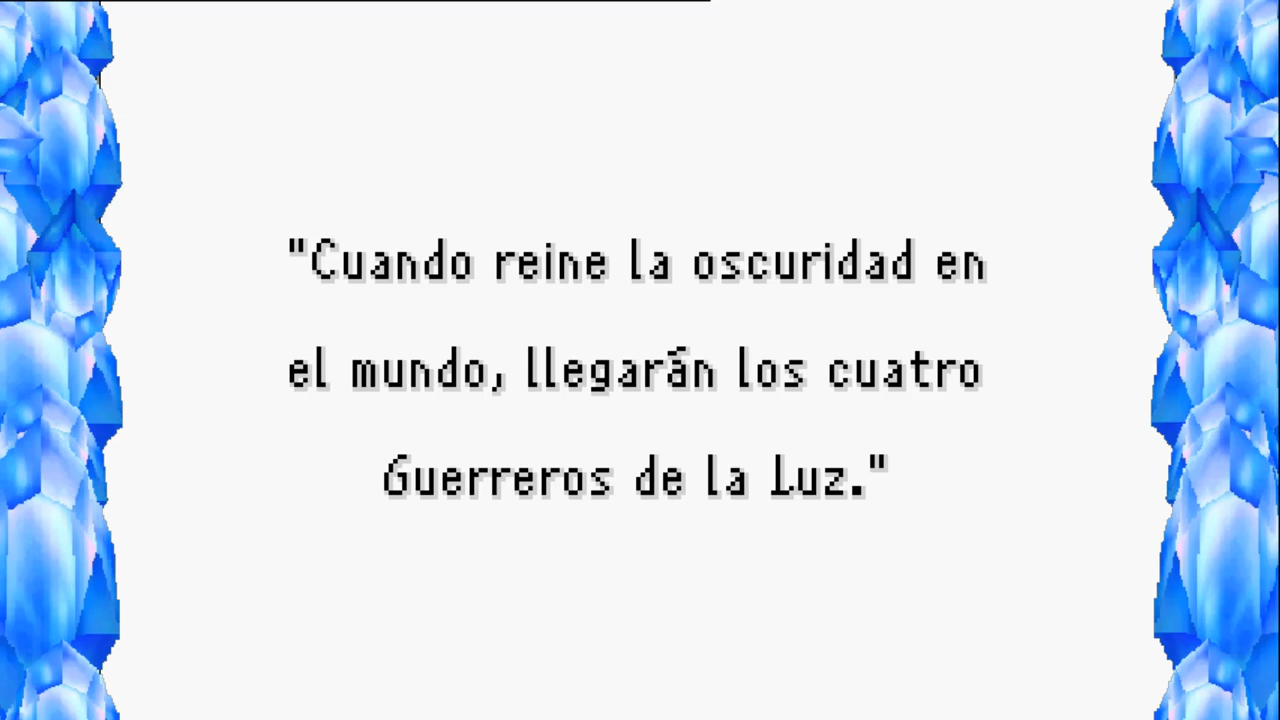 "Cuando reine la oscuridad en
el mundo, llegarán los cuatro
Guerreros de la Luz."